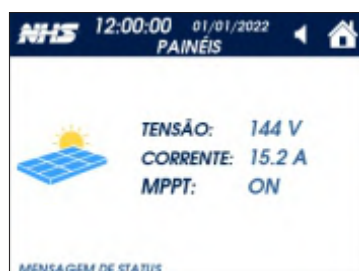 NHS 12:00:00 01/01/2022
PAINÉIS
TENSÃO: 144 V
CORRENTE: 15.2 A
MPPT: ON
MENSAGEM DE STATUS